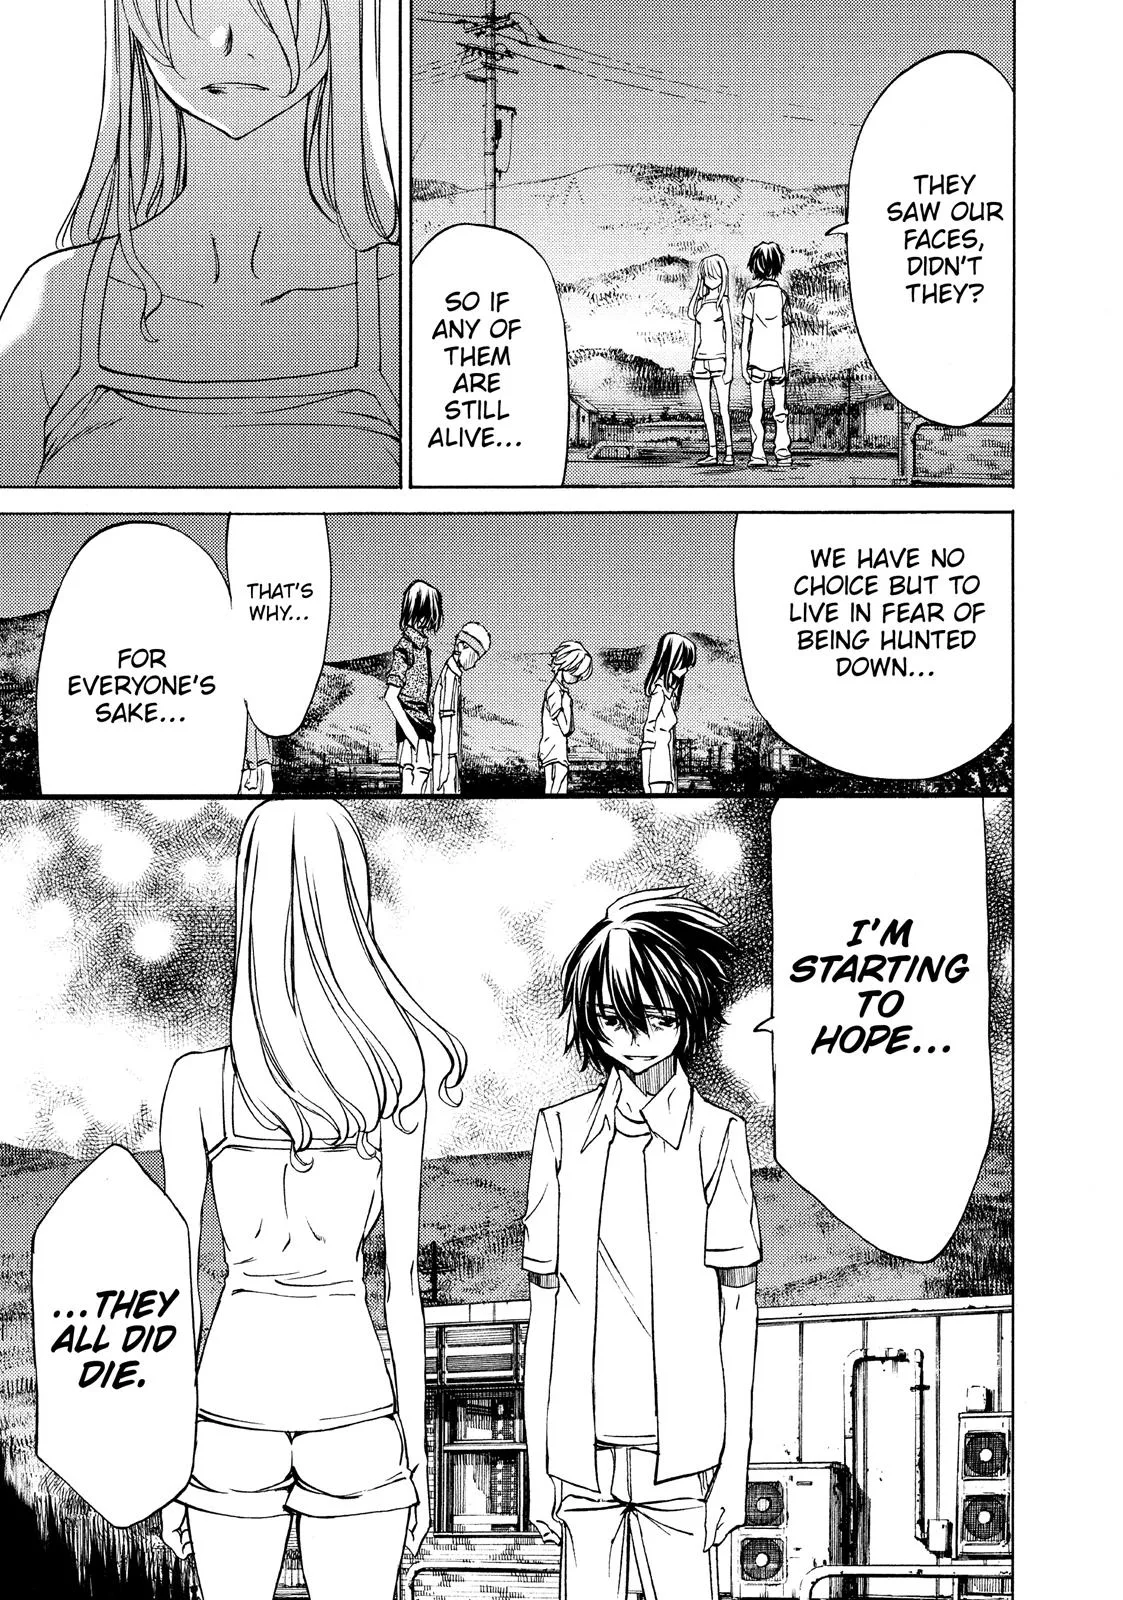 THEY
SAW OUR
FACES,
DIDN'T
THEY?
SO IF
ANY OF
THEM
ARE
STILL
ALIVE...
WE HAVE NO
CHOICE BUT TO
LIVE IN FEAR OF
BEING HUNTED
DOWN...
THAT'S
WHY...
FOR
EVERYONE'S
SAKE...
I'M
STARTING
TO
HOPE...
...THEY
ALL DID
DIE.